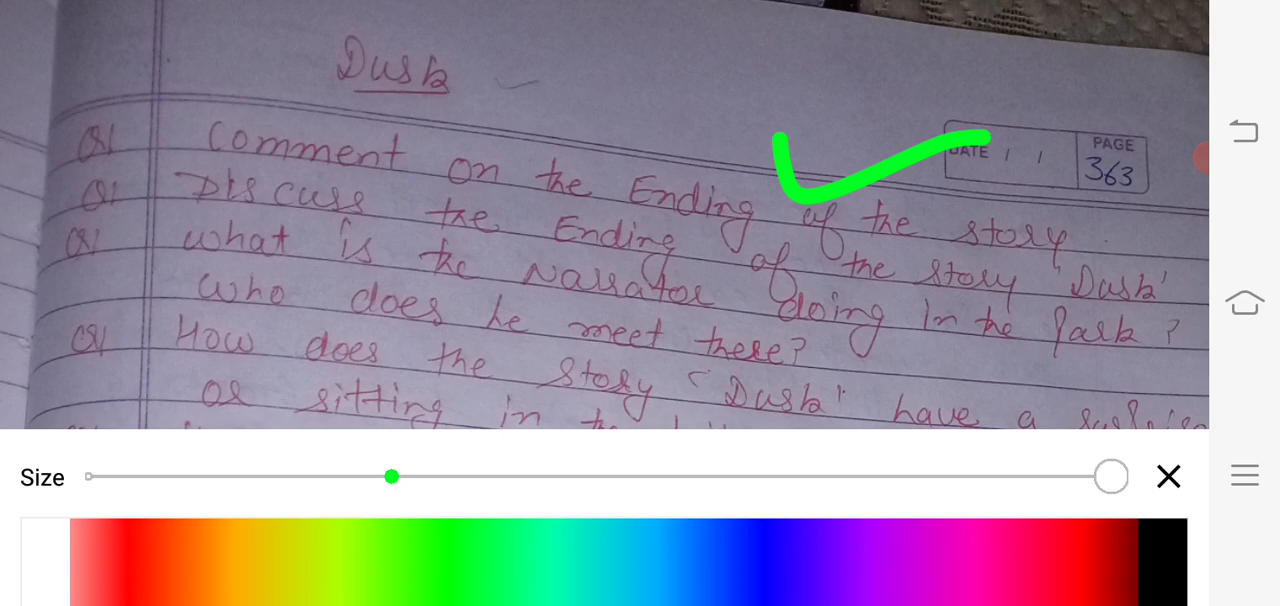 Dusk
DATE / /
PAGE
363
Q1 Comment on the Ending of the story.
Q1 Discuss the Ending of the story 'Dusk'
Q1 what is the Narrator doing in the Park?
who does he meet there?
Q1 How does the story "Dusk" have a
or sitting in
Size